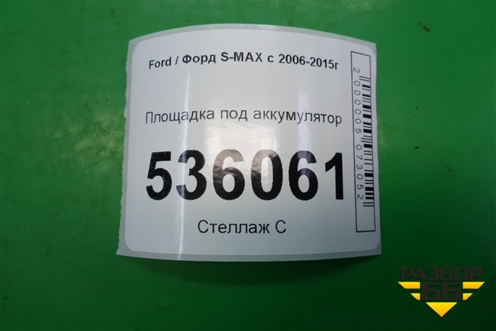 Ford / Форд S-MAX с 2006-2015г
Площадка под аккумулятор
536061
Стеллаж С
2000005073052
РАЗБОР
66